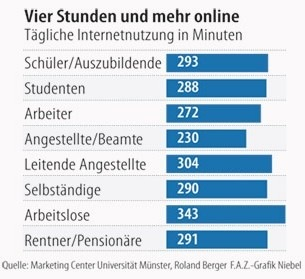 Vier Stunden und mehr online
Tägliche Internetnutzung in Minuten
Schüler/Auszubildende 293
Studenten 288
Arbeiter 272
Angestellte/Beamte 230
Leitende Angestellte 304
Selbständige 290
Arbeitslose 343
Rentner/Pensionäre 291
Quelle: Marketing Center Universität Münster, Roland Berger F.A.Z.-Grafik Niebel